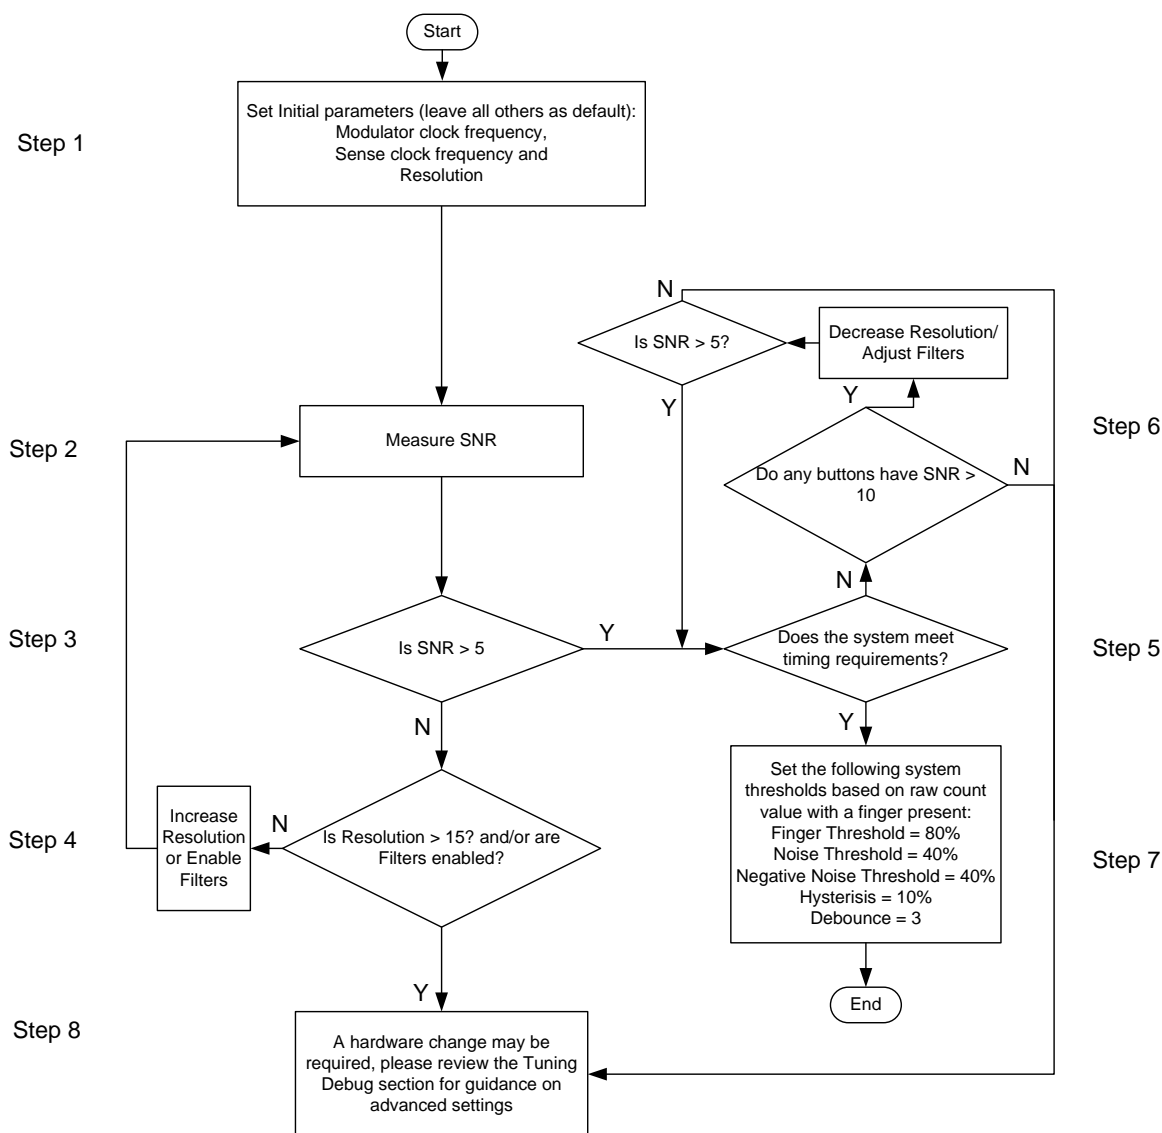 Start
Step 1
Set Initial parameters (leave all others as default):
Modulator clock frequency,
Sense clock frequency and
Resolution
N
Is SNR > 5?
Decrease Resolution/
Adjust Filters
Y
Y
Step 6
Step 2
Measure SNR
Do any buttons have SNR >
10
N
N
Step 3
Is SNR > 5
Y
Does the system meet
timing requirements?
Step 5
N
Y
Step 4
Increase
Resolution
or Enable
Filters
N
Is Resolution > 15? and/or are
Filters enabled?
Set the following system
thresholds based on raw count
value with a finger present:
Finger Threshold = 80%
Noise Threshold = 40%
Negative Noise Threshold = 40%
Hysterisis = 10%
Debounce = 3
Step 7
Y
End
Step 8
A hardware change may be
required, please review the Tuning
Debug section for guidance on
advanced settings